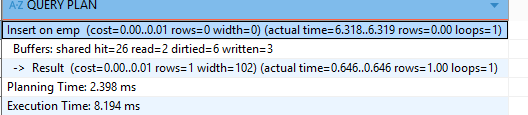 A-Z QUERY PLAN
Insert on emp  (cost=0.00..0.01 rows=0 width=0) (actual time=6.318..6.319 rows=0.00 loops=1)
Buffers: shared hit=26 read=2 dirtied=6 written=3
->  Result  (cost=0.00..0.01 rows=1 width=102) (actual time=0.646..0.646 rows=1.00 loops=1)
Planning Time: 2.398 ms
Execution Time: 8.194 ms